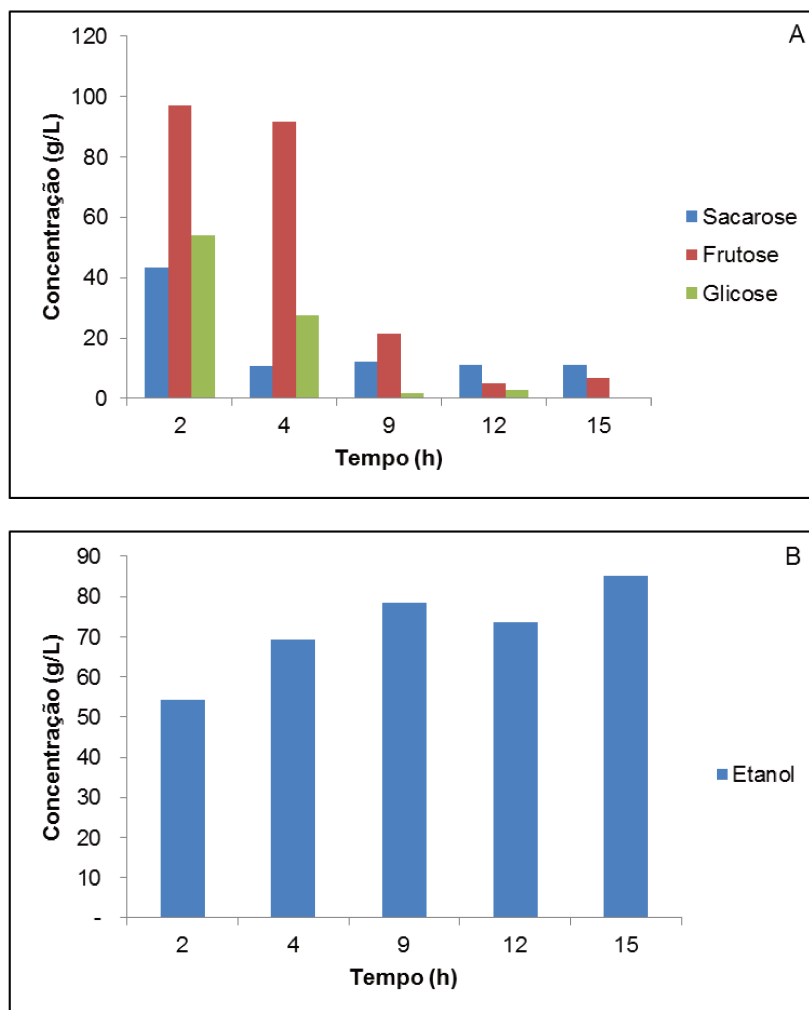 A
120
100
80
60
40
20
0
Concentração (g/L)
2 4 9 12 15
Tempo (h)
Sacarose
Frutose
Glicose
B
90
80
70
60
50
40
30
20
10
-
Concentração (g/L)
2 4 9 12 15
Tempo (h)
Etanol